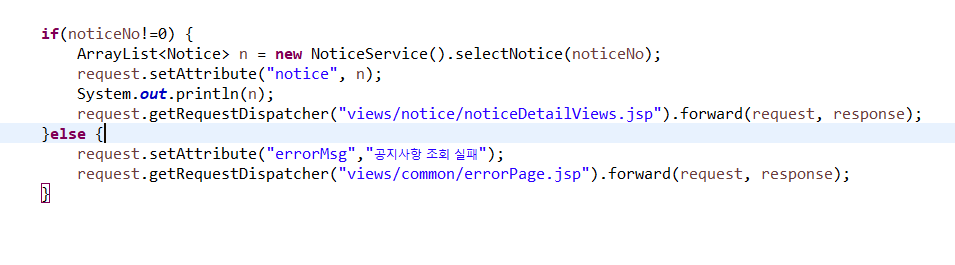 if(noticeNo!=0) {
ArrayList<Notice> n = new NoticeService().selectNotice(noticeNo);
request.setAttribute("notice", n);
System.out.println(n);
request.getRequestDispatcher("views/notice/noticeDetailViews.jsp").forward(request, response);
}else {
request.setAttribute("errorMsg","공지사항 조회 실패");
request.getRequestDispatcher("views/common/errorPage.jsp").forward(request, response);
}